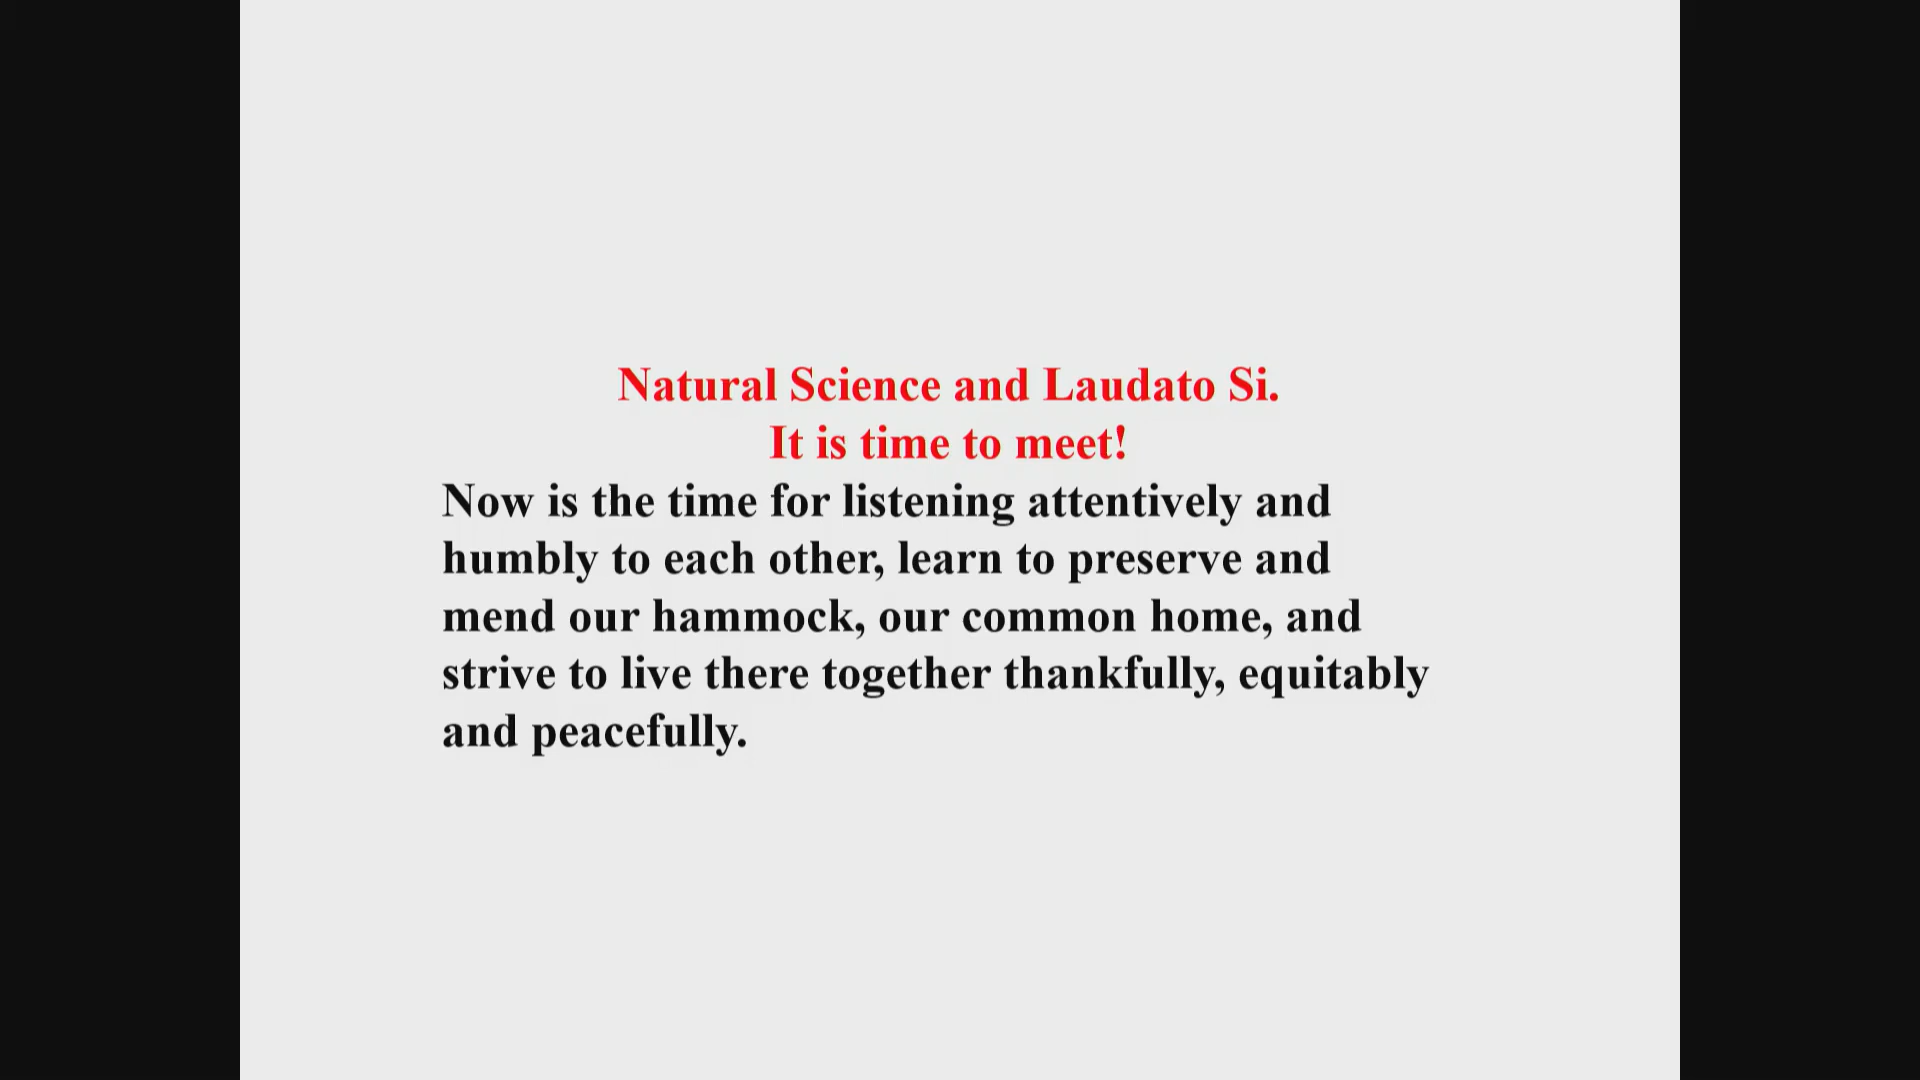 Natural Science and Laudato Si.
It is time to meet!
Now is the time for listening attentively and
humbly to each other, learn to preserve and
mend our hammock, our common home, and
strive to live there together thankfully, equitably
and peacefully.